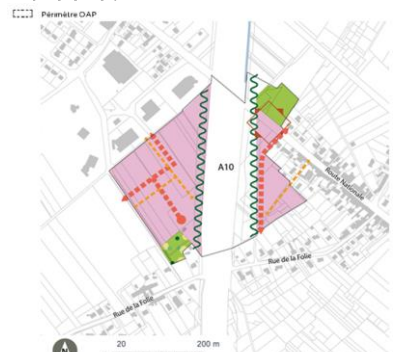 Périmètre OAP
A10
Route Nationale
Rue de la Folie
Rue de la Folie
N
20
200 m